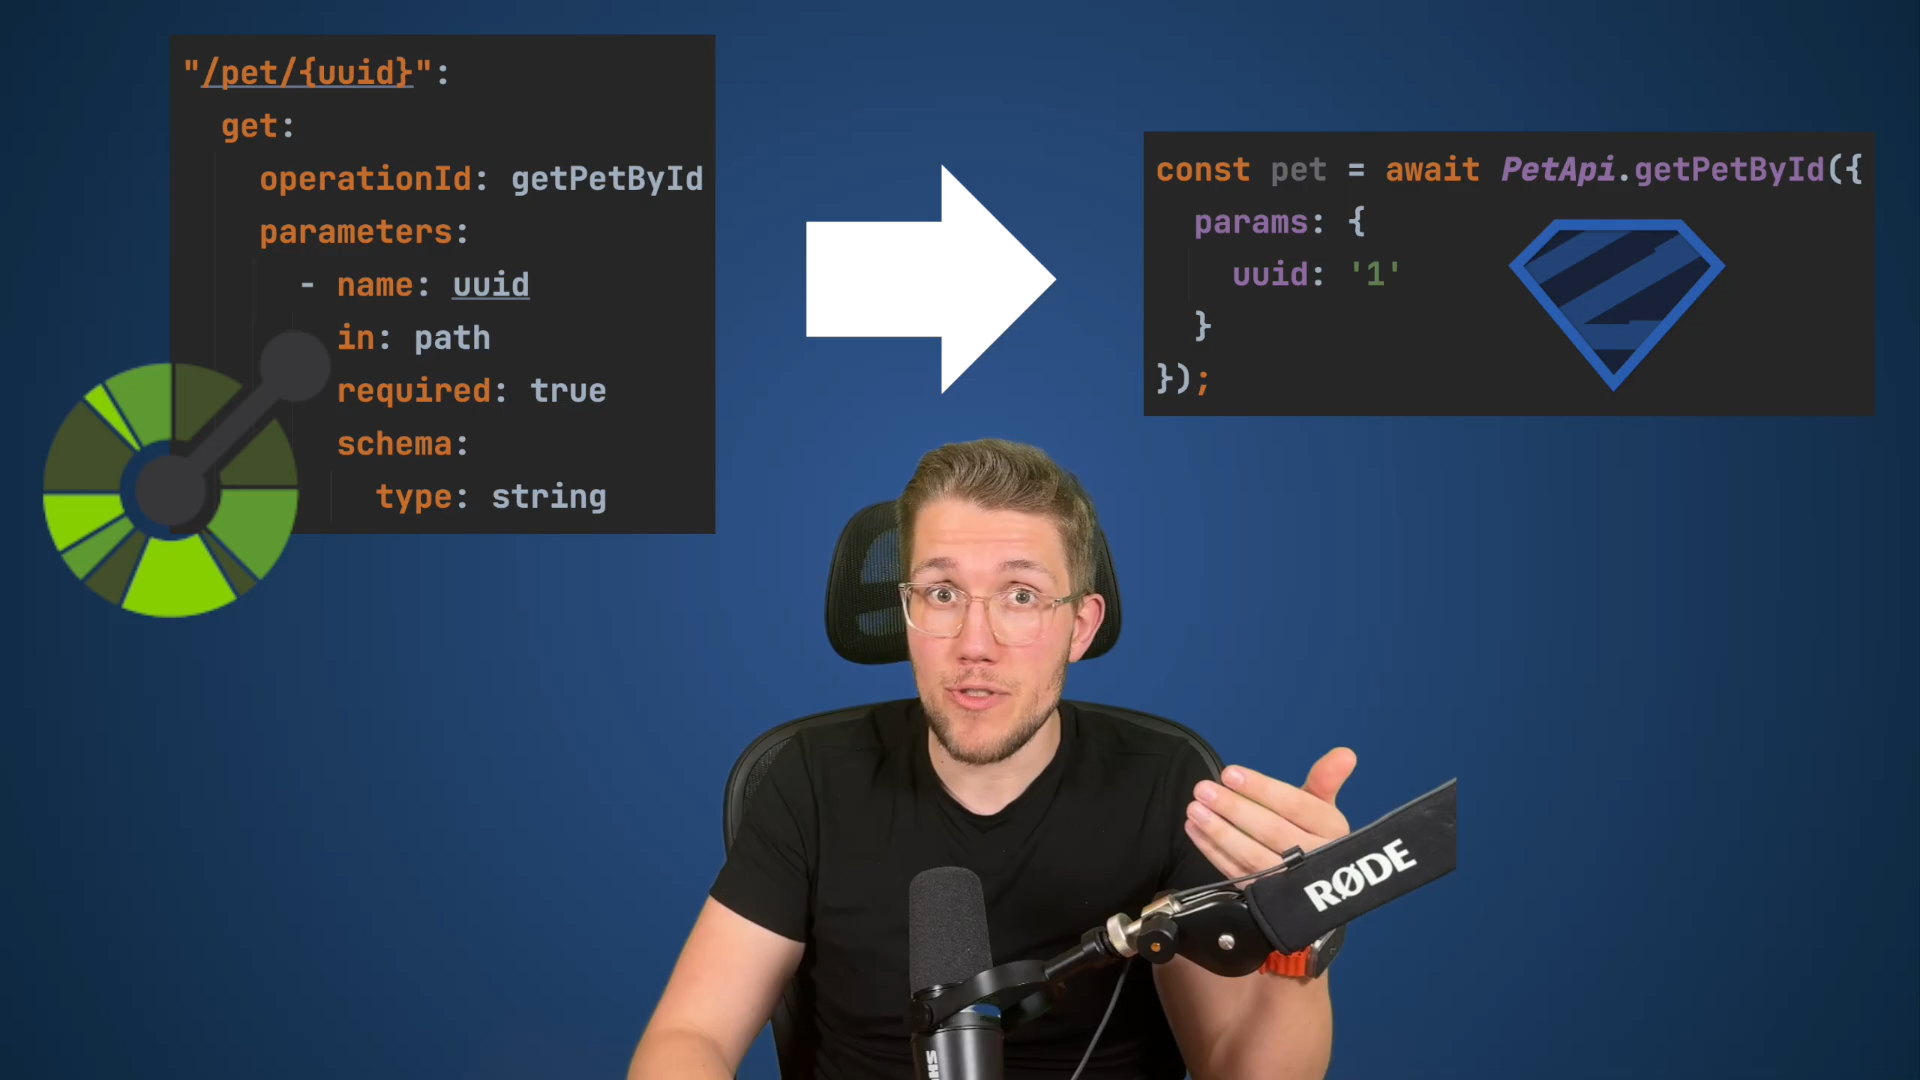 "/pet/{uuid}":
get:
operationId: getPetById
parameters:
- name: uuid
in: path
required: true
schema:
type: string
const pet = await PetApi.getPetById({
params: {
uuid: '1'
}
});
RØDE
SH